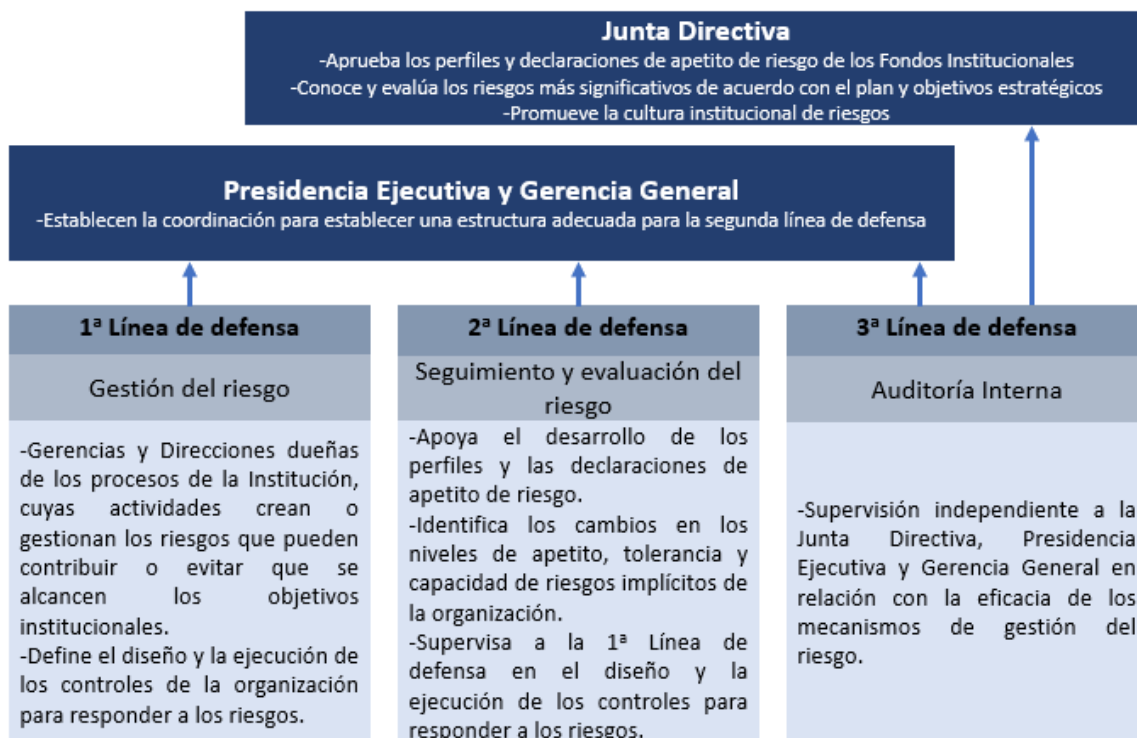 Junta Directiva
-Aprueba los perfiles y declaraciones de apetito de riesgo de los Fondos Institucionales
-Conoce y evalúa los riesgos más significativos de acuerdo con el plan y objetivos estratégicos
-Promueve la cultura institucional de riesgos
Presidencia Ejecutiva y Gerencia General
-Establecen la coordinación para establecer una estructura adecuada para la segunda línea de defensa
1ª Línea de defensa
Gestión del riesgo
-Gerencias y Direcciones dueñas
de los procesos de la Institución,
cuyas actividades crean o
gestionan los riesgos que pueden
contribuir o evitar que se
alcancen los objetivos
institucionales.
-Define el diseño y la ejecución de
los controles de la organización
para responder a los riesgos.
2ª Línea de defensa
Seguimiento y evaluación del
riesgo
-Apoya el desarrollo de los
perfiles y las declaraciones de
apetito de riesgo.
-Identifica los cambios en los
niveles de apetito, tolerancia y
capacidad de riesgos implícitos de
la organización.
-Supervisa a la 1ª Línea de
defensa en el diseño y la
ejecución de los controles para
responder a los riesgos.
3ª Línea de defensa
Auditoría Interna
-Supervisión independiente a la
Junta Directiva, Presidencia
Ejecutiva y Gerencia General en
relación con la eficacia de los
mecanismos de gestión del
riesgo.